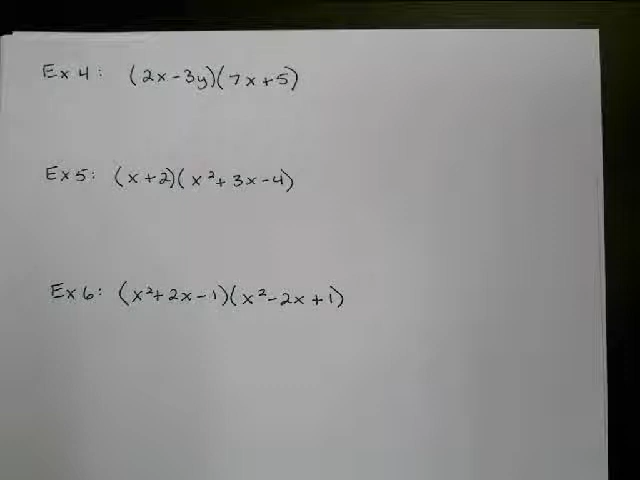 Ex 4: (2x-3y)(7x+5)
Ex 5: (x+2)(x²+3x-4)
Ex 6: (x²+2x-1)(x²-2x+1)